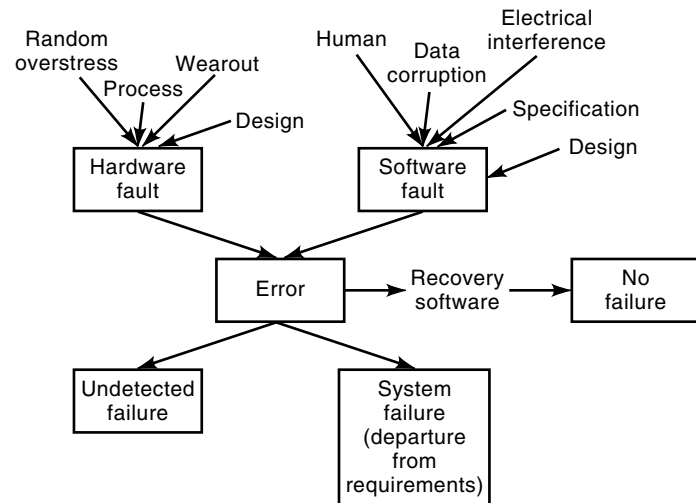 Random
overstress
Process
Wearout
Design
Human
Data
corruption
Electrical
interference
Specification
Design
Hardware
fault
Software
fault
Error
Recovery
software
No
failure
Undetected
failure
System
failure
(departure
from
requirements)